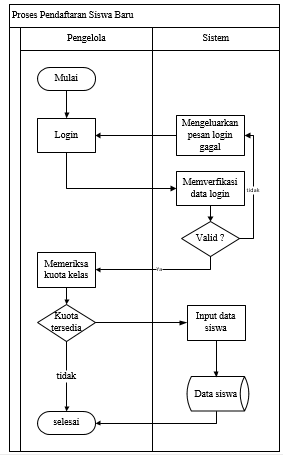 Proses Pendaftaran Siswa Baru
Pengelola
Sistem
Mulai
Login
Mengeluarkan
pesan login
gagal
Memverfikasi
data login
tidak
Valid ?
Ya
Memeriksa
kuota kelas
Kuota
tersedia
Input data
siswa
tidak
Data siswa
selesai